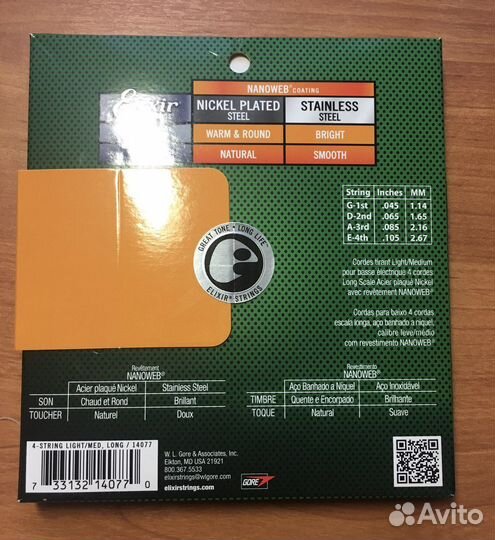 Elixir
NANOWEB® COATING
NICKEL PLATED STEEL STAINLESS STEEL
WARM & ROUND BRIGHT
NATURAL SMOOTH
String Inches MM
G-1st .045 1.14
D-2nd .065 1.65
A-3rd .085 2.16
E-4th .105 2.67
GREAT TONE • LONG LIFE
ELIXIR® STRINGS
Cordes tirant Light/Medium
pour basse électrique 4 cordes
Long Scale Acier plaqué Nickel
avec revêtement NANOWEB®
Cordas para baixo 4 cordas
escala longa, aço banhado a níquel,
calibre leve/médio
com revestimento NANOWEB®
Revêtement
NANOWEB®
Acier plaqué Nickel Stainless Steel
SON Chaud et Rond Brillant
TOUCHER Naturel Doux
Revestimento
NANOWEB®
Aço Banhado a Níquel Aço Inoxidável
TIMBRE Quente e Encorpado Brilhante
TOQUE Natural Suave
4-STRING LIGHT/MED, LONG / 14077
7 33132 14077 0
W. L. Gore & Associates, Inc.
Elkton, MD USA 21921
800.367.5533
elixirstrings@wlgore.com
elixirstrings.com
GORE
Avito